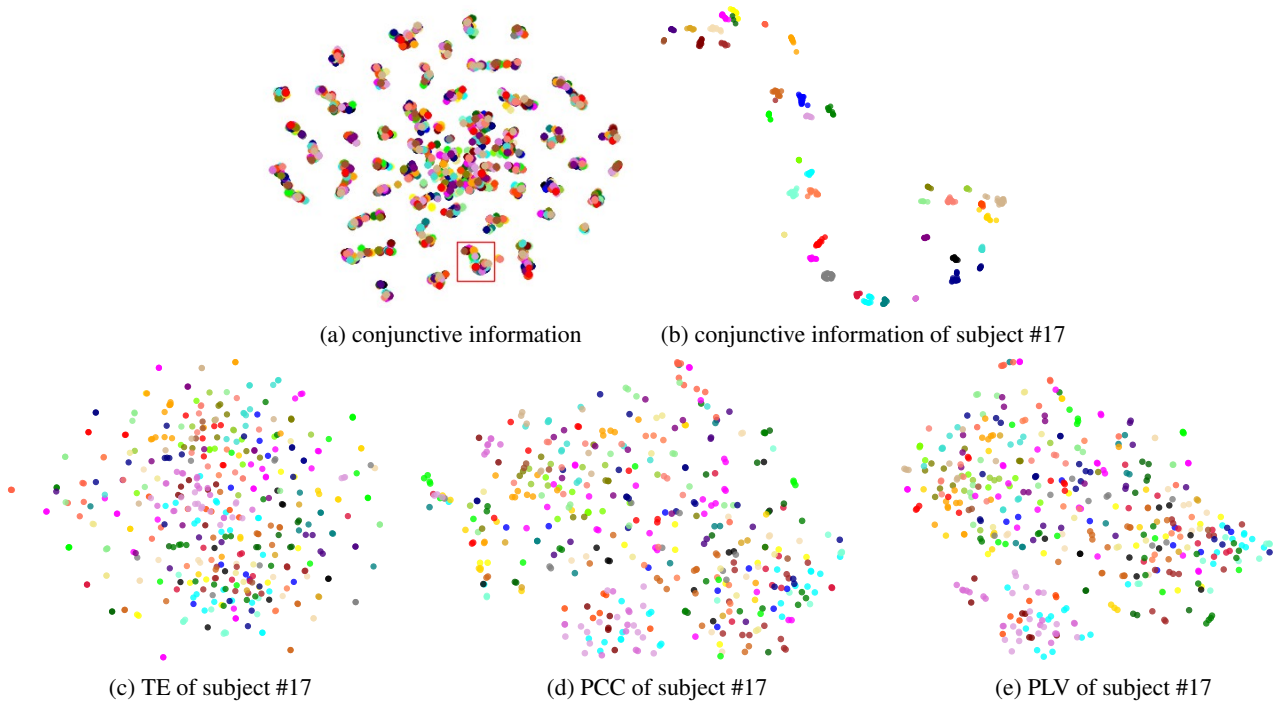 (a) conjunctive information
(b) conjunctive information of subject #17
(c) TE of subject #17
(d) PCC of subject #17
(e) PLV of subject #17